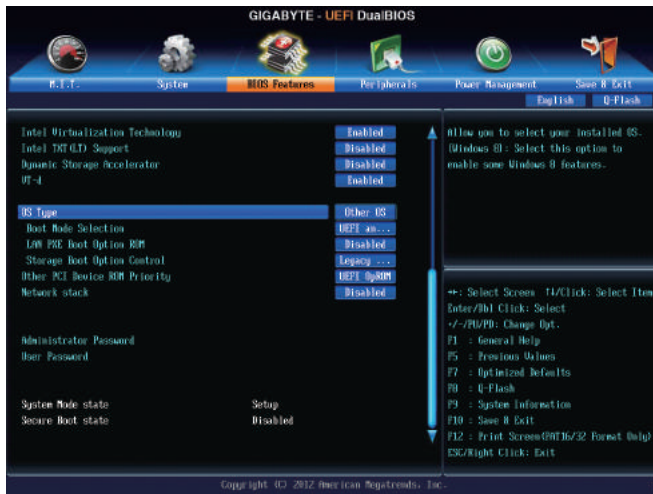 GIGABYTE - UEFI DualBIOS
M.I.T. System BIOS Features Peripherals Power Management Save & Exit
English Q-Flash
Intel Virtualization Technology Enabled
Intel TXT(LT) Support Disabled
Dynamic Storage Accelerator Disabled
VT-d Enabled
OS Type Other OS
Boot Mode Selection UEFI an...
LAN PXE Boot Option ROM Disabled
Storage Boot Option Control Legacy ...
Other PCI Device ROM Priority UEFI OpROM
Network stack Disabled
Administrator Password
User Password
System Mode state Setup
Secure Boot state Disabled
Allow you to select your installed OS.
(Windows 8): Select this option to
enable some Windows 8 features.
→←: Select Screen ↑↓/Click: Select Item
Enter/Dbl Click: Select
+/-/PU/PD: Change Opt.
F1 : General Help
F5 : Previous Values
F7 : Optimized Defaults
F8 : Q-Flash
F9 : System Information
F10 : Save & Exit
F12 : Print Screen(FAT16/32 Format Only)
ESC/Right Click: Exit
Copyright (C) 2012 American Megatrends, Inc.